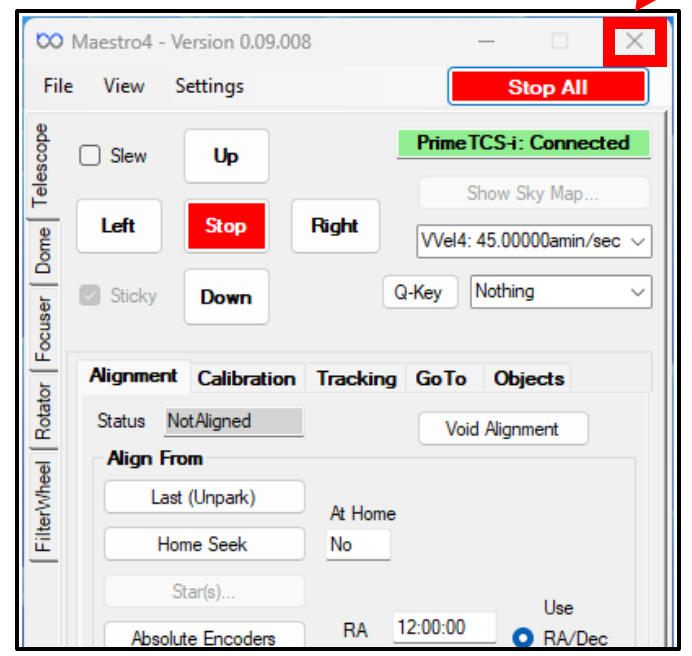 Maestro4 - Version 0.09.008
File View Settings Stop All
Telescope
Dome
Focuser
Rotator
FilterWheel
Slew Up PrimeTCS-i: Connected
Show Sky Map...
Left Stop Right VVel4: 45.00000amin/sec
Sticky Down Q-Key Nothing
Alignment Calibration Tracking GoTo Objects
Status NotAligned Void Alignment
Align From
Last (Unpark)
At Home
Home Seek No
Star(s)...
Use
Absolute Encoders RA 12:00:00 RA/Dec